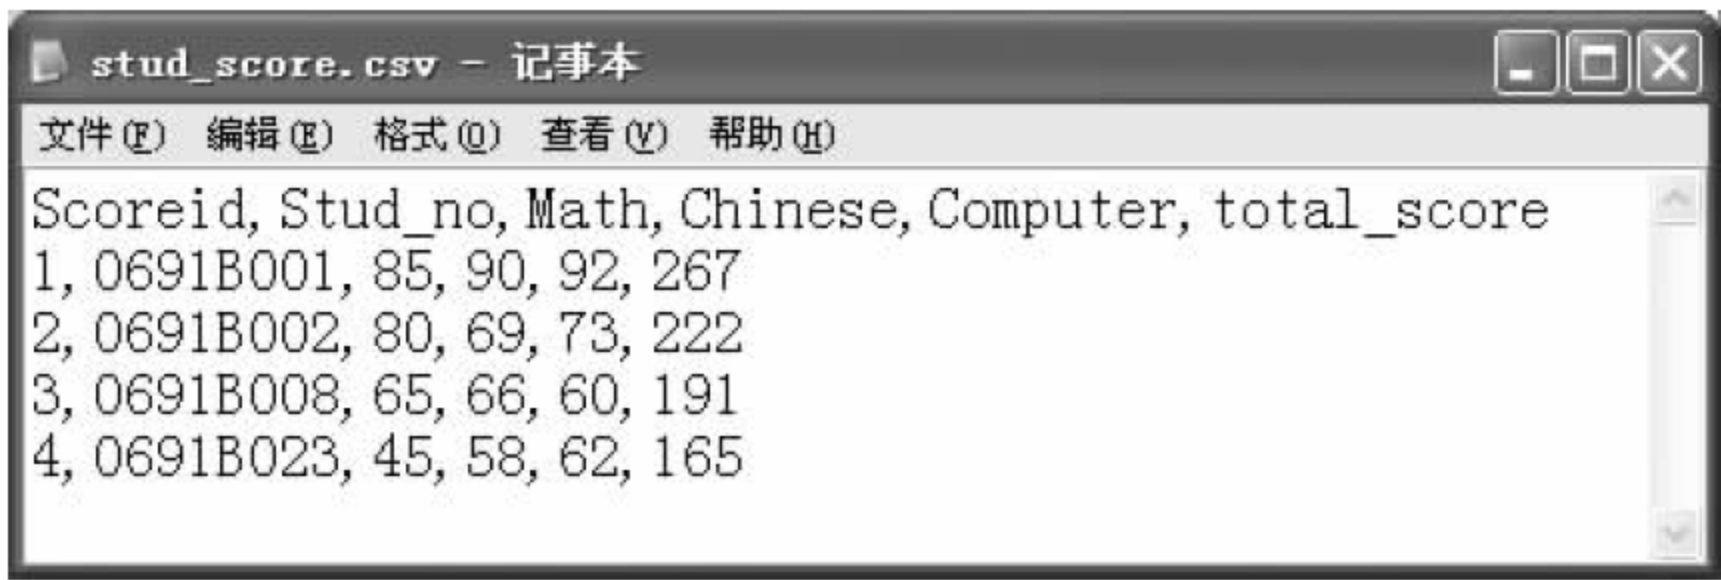 stud_score.csv - 记事本
文件(F) 编辑(E) 格式(O) 查看(V) 帮助(H)
Scoreid,Stud_no,Math,Chinese,Computer,total_score
1,0691B001,85,90,92,267
2,0691B002,80,69,73,222
3,0691B008,65,66,60,191
4,0691B023,45,58,62,165